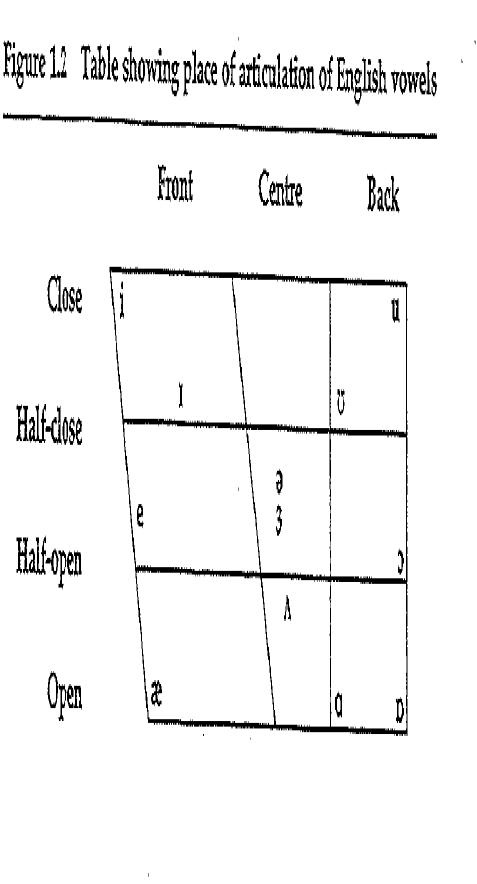 Figure 1.2 Table showing place of articulation of English vowels
Front Centre Back
Close i u
ɪ ʊ
Half-close
ə
e ɜ
Half-open ɔ
ʌ
Open æ ɑ ɒ